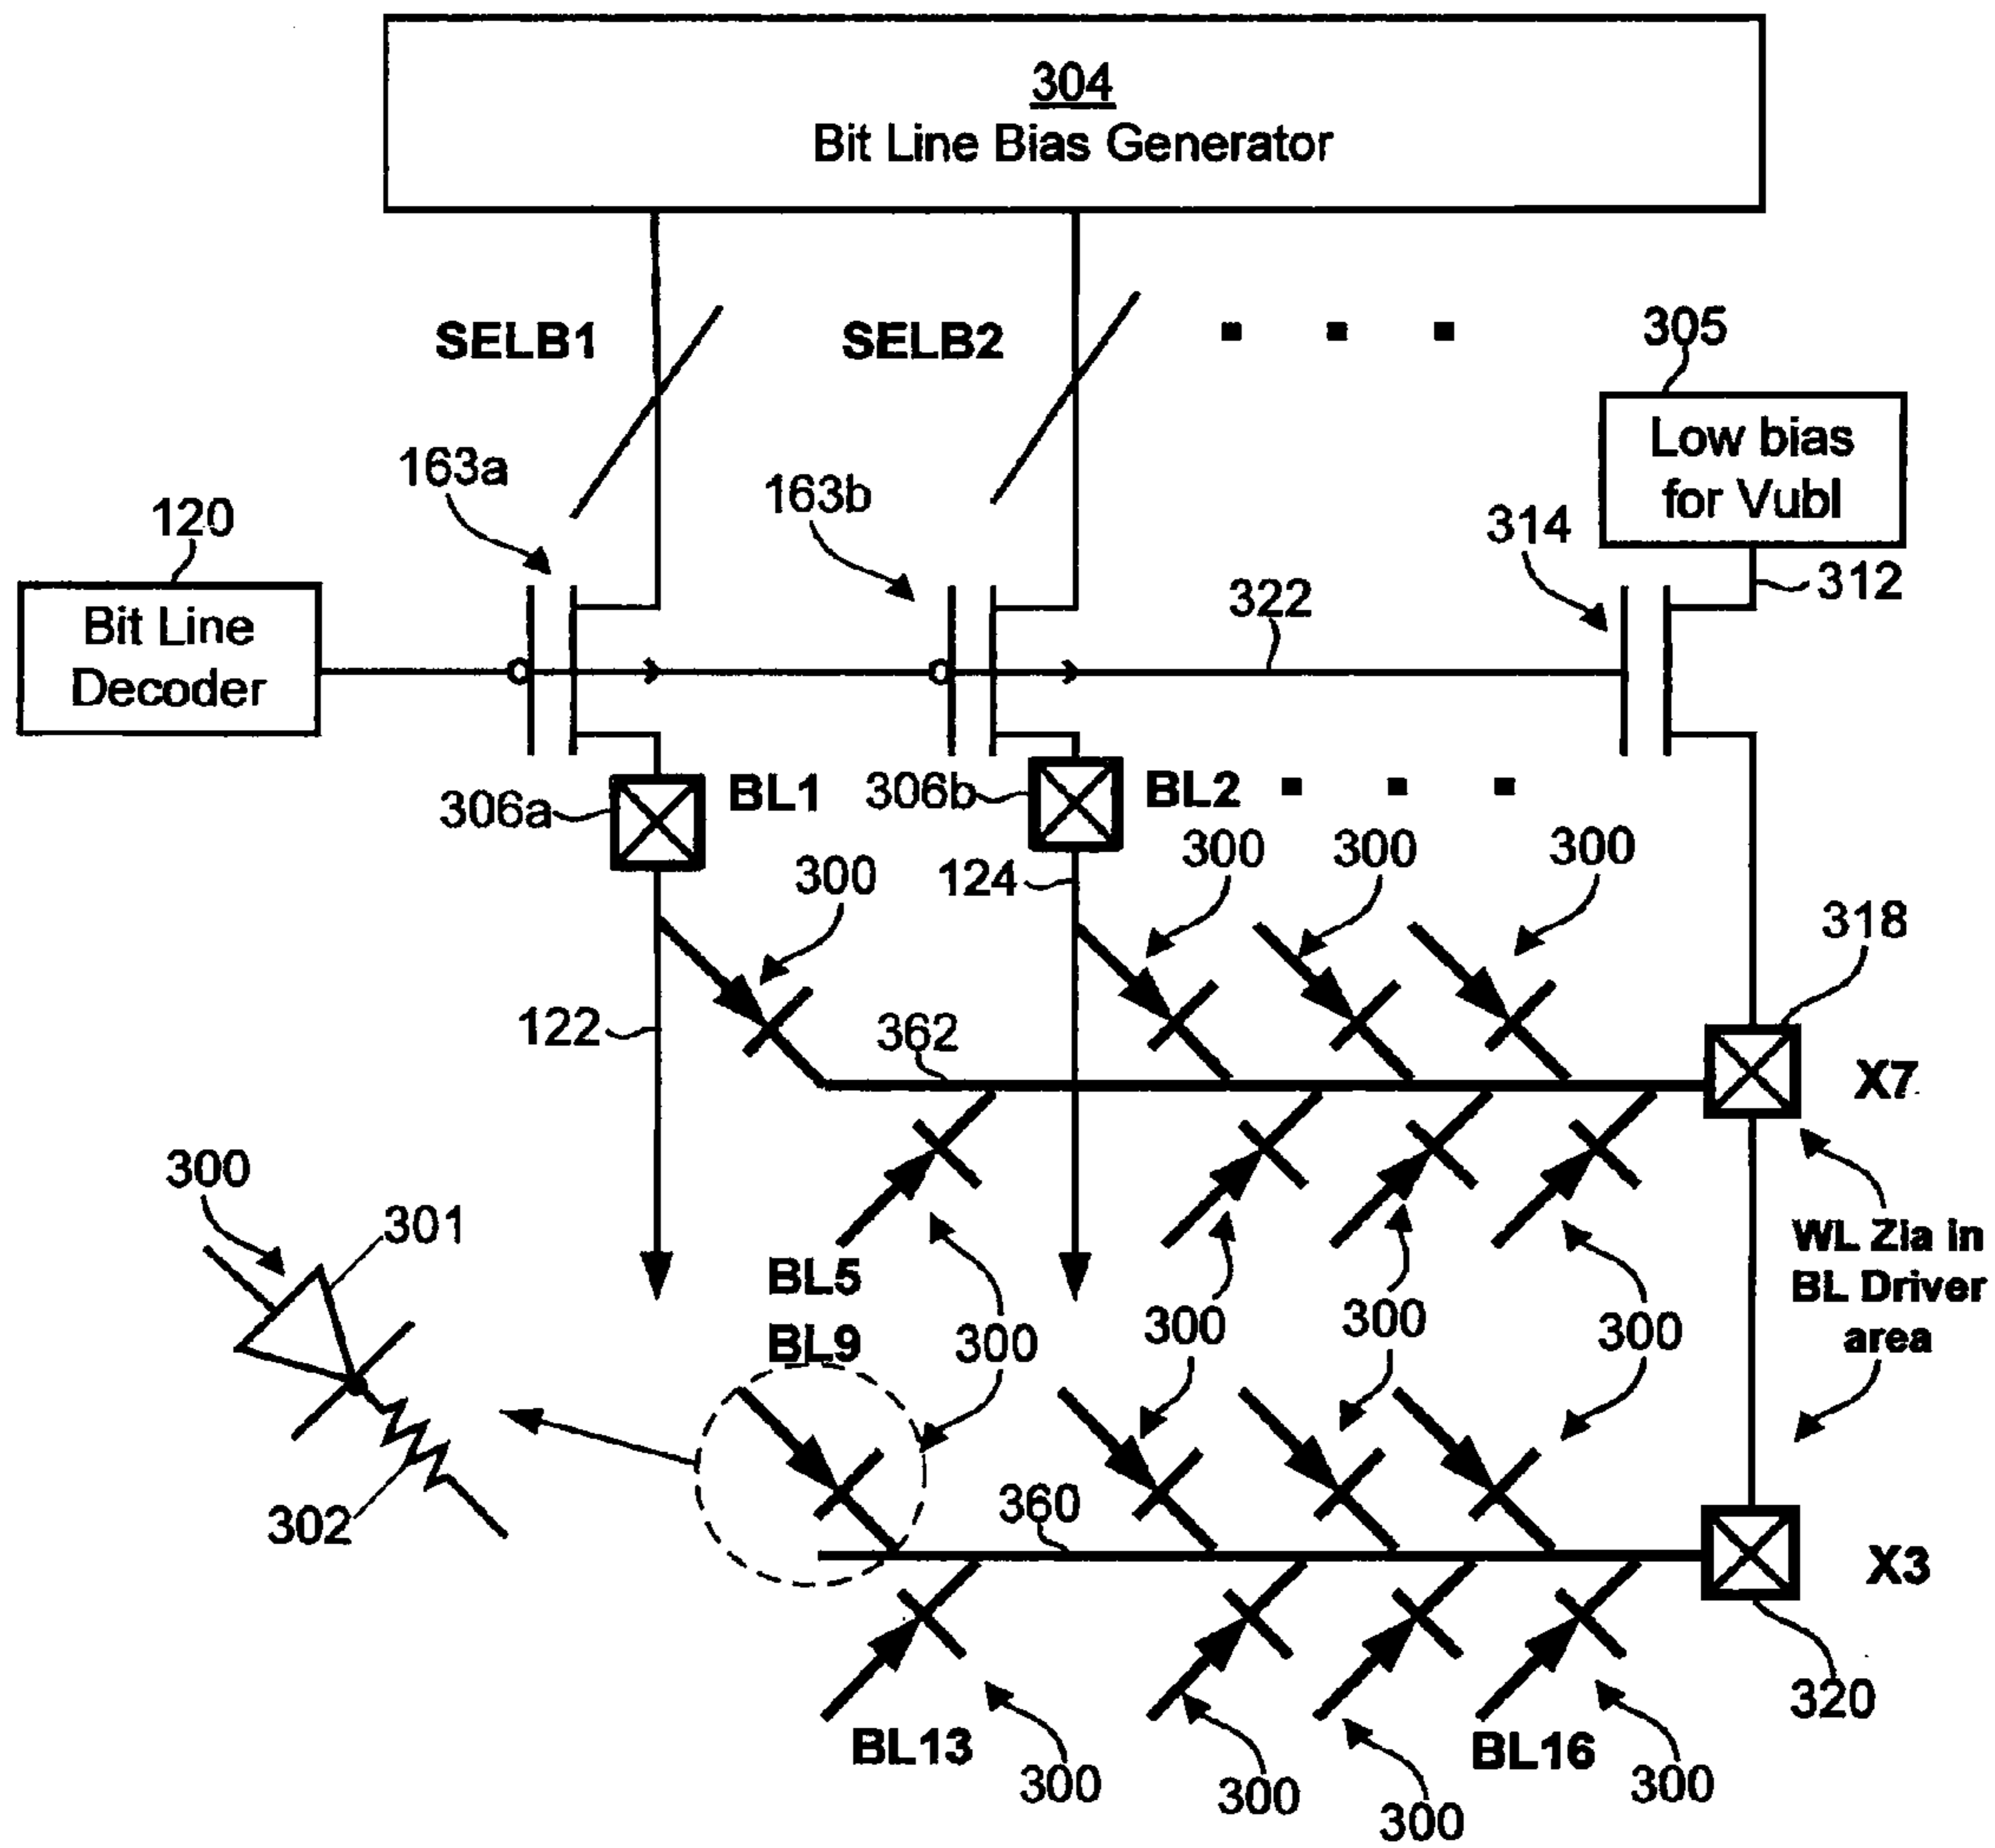 304
Bit Line Bias Generator
SELB1
SELB2
305
Low bias
for Vubl
163a
163b
120
314
312
Bit Line
Decoder
322
306a
BL1
306b
BL2
300
124
300
300
300
318
122
362
X7
300
301
BL5
BL9
300
300
300
300
WL Zia in
BL Driver
area
302
360
X3
320
BL13
300
300
300
BL16
300